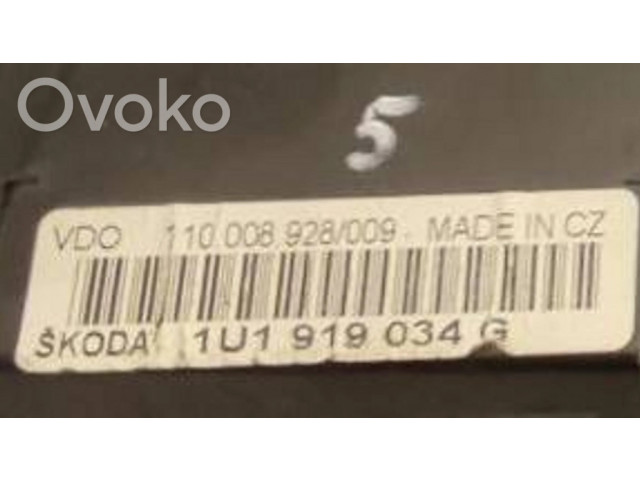 Ovoko
5
VDO 110 008 928/009 MADE IN CZ
ŠKODA 1U1 919 034 G